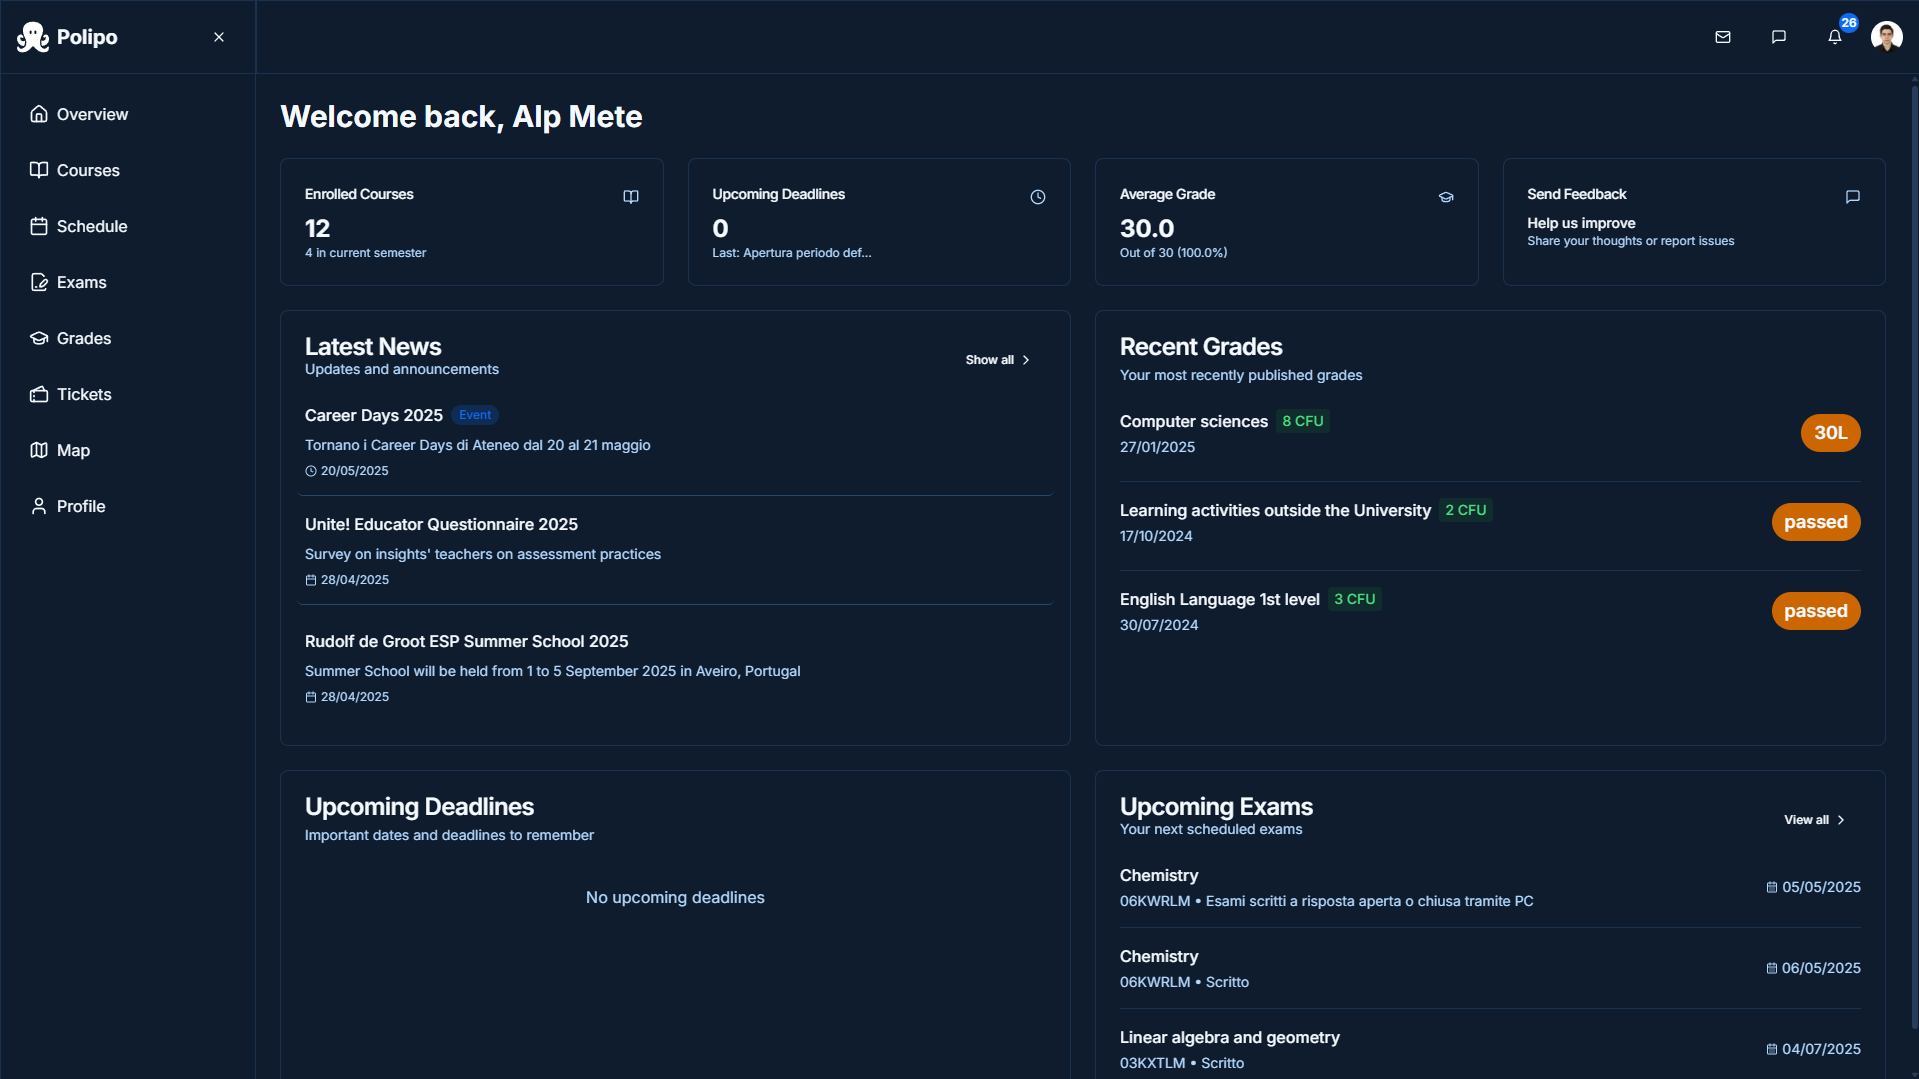 Polipo
26
Overview
Courses
Schedule
Exams
Grades
Tickets
Map
Profile
Welcome back, Alp Mete
Enrolled Courses
12
4 in current semester
Upcoming Deadlines
0
Last: Apertura periodo def...
Average Grade
30.0
Out of 30 (100.0%)
Send Feedback
Help us improve
Share your thoughts or report issues
Latest News
Updates and announcements
Show all
Career Days 2025 Event
Tornano i Career Days di Ateneo dal 20 al 21 maggio
20/05/2025
Unite! Educator Questionnaire 2025
Survey on insights' teachers on assessment practices
28/04/2025
Rudolf de Groot ESP Summer School 2025
Summer School will be held from 1 to 5 September 2025 in Aveiro, Portugal
28/04/2025
Recent Grades
Your most recently published grades
Computer sciences 8 CFU
27/01/2025
30L
Learning activities outside the University 2 CFU
17/10/2024
passed
English Language 1st level 3 CFU
30/07/2024
passed
Upcoming Deadlines
Important dates and deadlines to remember
No upcoming deadlines
Upcoming Exams
Your next scheduled exams
View all
Chemistry
06KWRLM • Esami scritti a risposta aperta o chiusa tramite PC
05/05/2025
Chemistry
06KWRLM • Scritto
06/05/2025
Linear algebra and geometry
03KXTLM • Scritto
04/07/2025